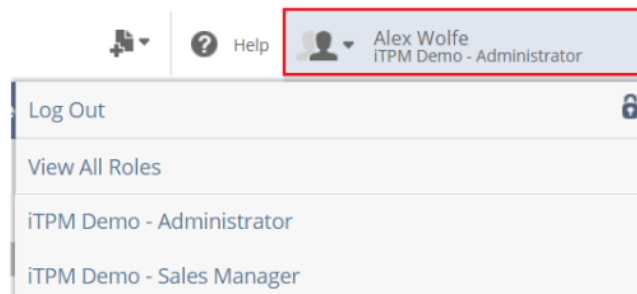 Help
Alex Wolfe
iTPM Demo - Administrator
Log Out
View All Roles
iTPM Demo - Administrator
iTPM Demo - Sales Manager